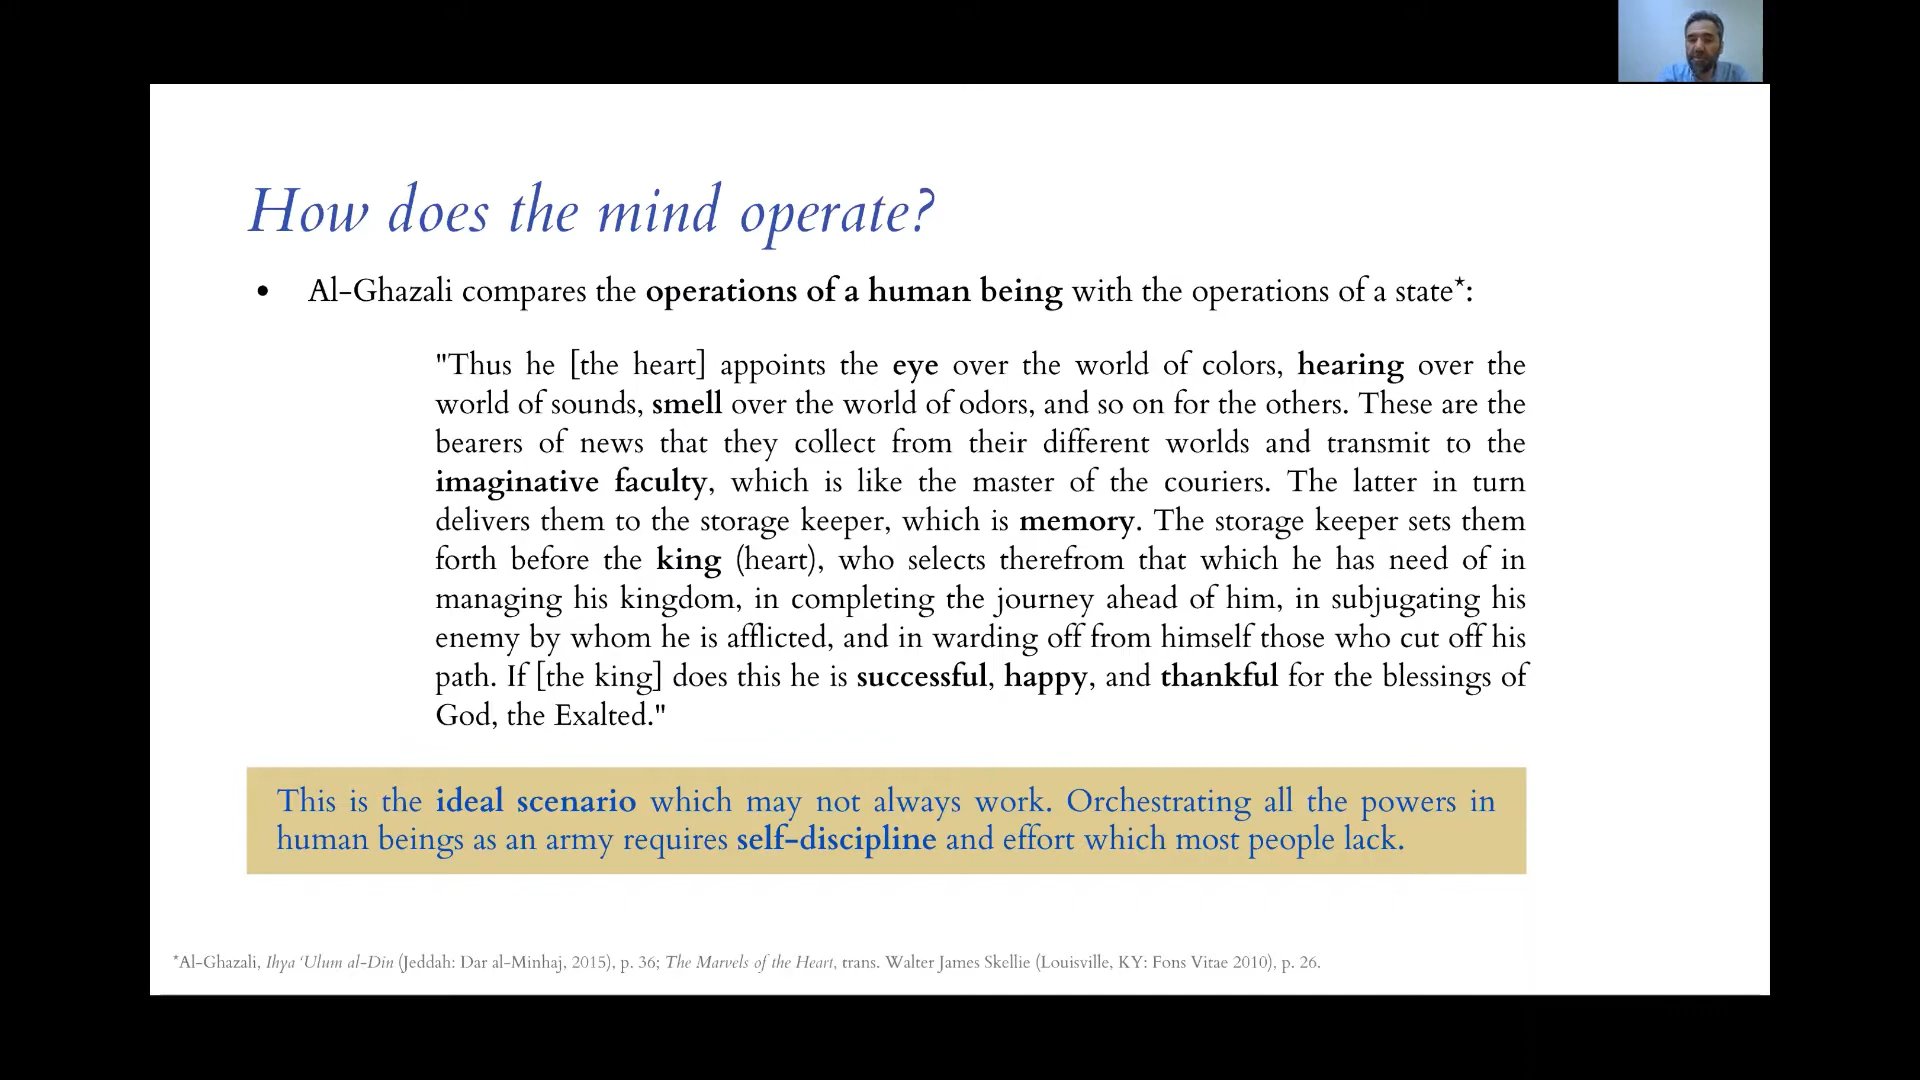 How does the mind operate?
• Al-Ghazali compares the operations of a human being with the operations of a state*:
"Thus he [the heart] appoints the eye over the world of colors, hearing over the
world of sounds, smell over the world of odors, and so on for the others. These are the
bearers of news that they collect from their different worlds and transmit to the
imaginative faculty, which is like the master of the couriers. The latter in turn
delivers them to the storage keeper, which is memory. The storage keeper sets them
forth before the king (heart), who selects therefrom that which he has need of in
managing his kingdom, in completing the journey ahead of him, in subjugating his
enemy by whom he is afflicted, and in warding off from himself those who cut off his
path. If [the king] does this he is successful, happy, and thankful for the blessings of
God, the Exalted."
This is the ideal scenario which may not always work. Orchestrating all the powers in
human beings as an army requires self-discipline and effort which most people lack.
*Al-Ghazali, Ihya ‘Ulum al-Din (Jeddah: Dar al-Minhaj, 2015), p. 36; The Marvels of the Heart, trans. Walter James Skellie (Louisville, KY: Fons Vitae 2010), p. 26.